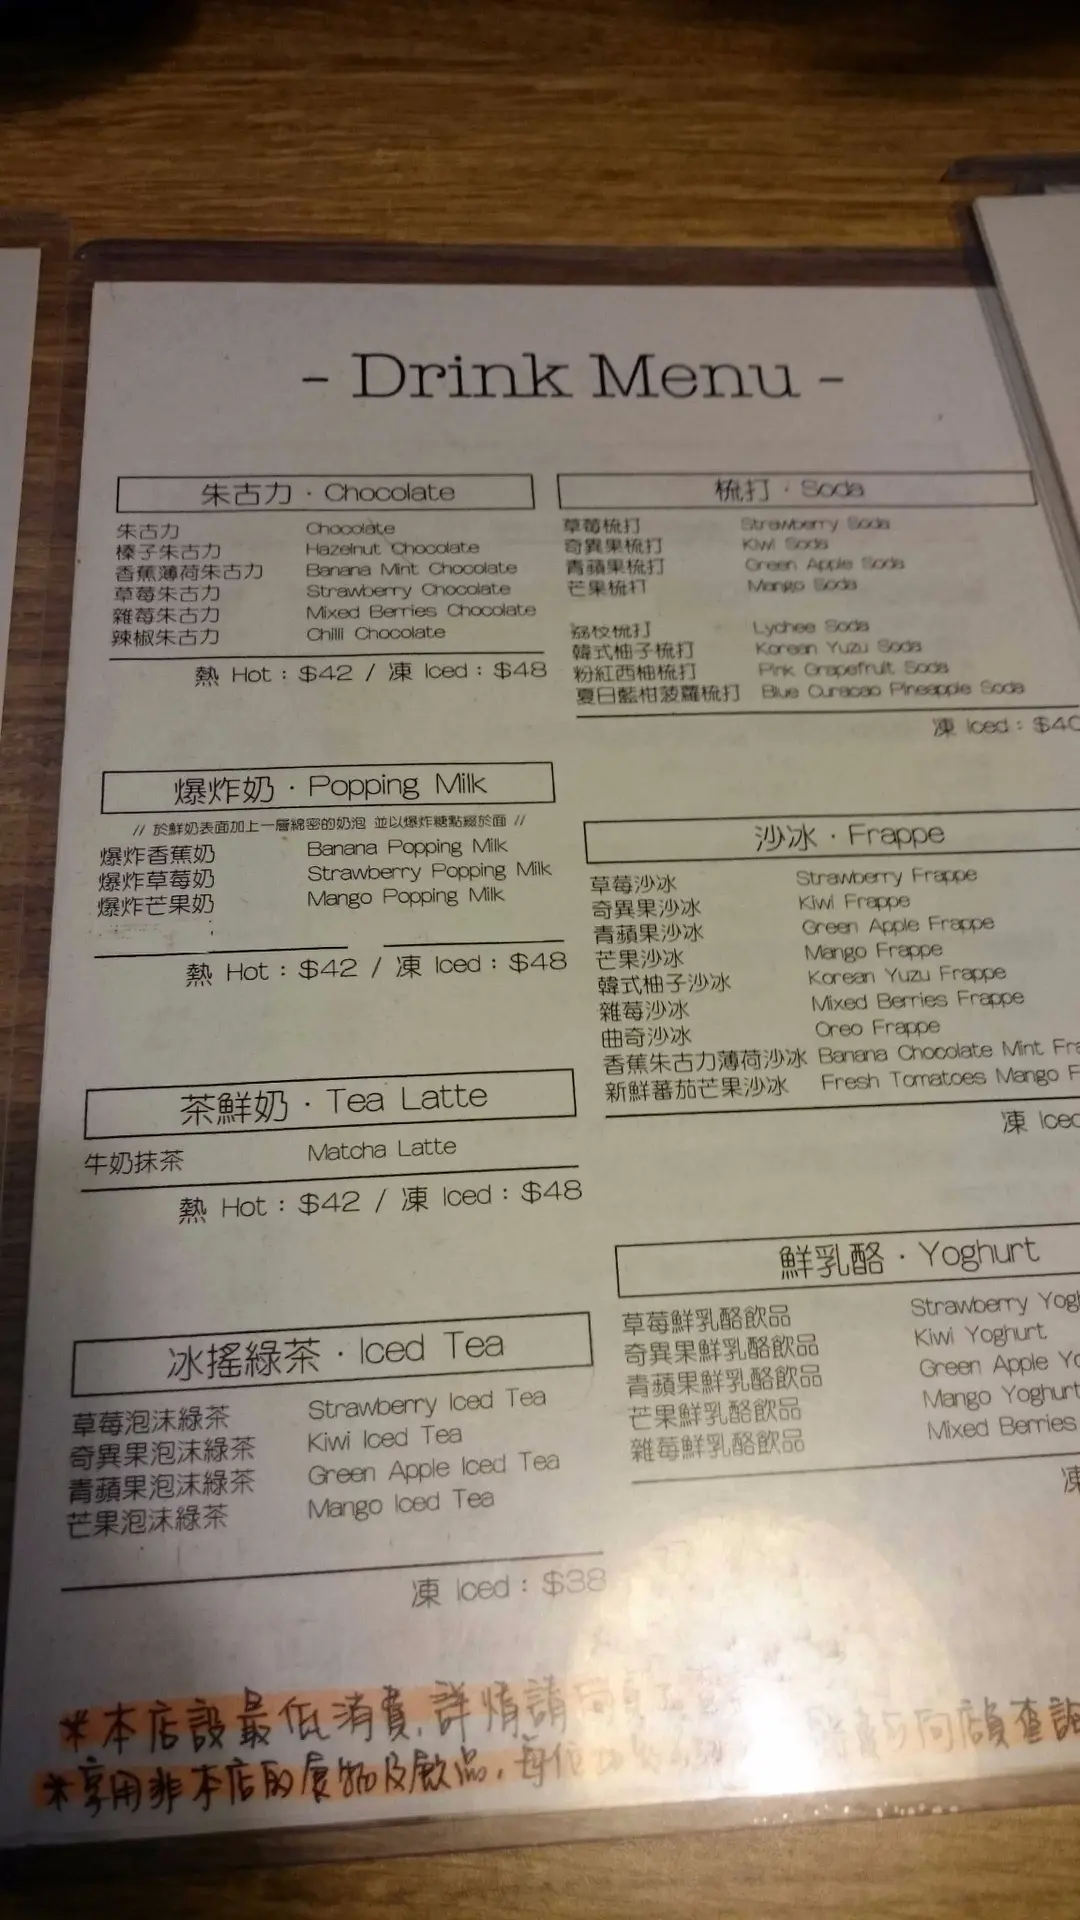 - Drink Menu -
朱古力 · Chocolate
朱古力 Chocolate
榛子朱古力 Hazelnut Chocolate
香蕉薄荷朱古力 Banana Mint Chocolate
草莓朱古力 Strawberry Chocolate
雜莓朱古力 Mixed Berries Chocolate
辣椒朱古力 Chilli Chocolate
熱 Hot : $42 / 凍 Iced : $48
爆炸奶 · Popping Milk
// 於鮮奶表面加上一層綿密的奶泡 並以爆炸糖點綴於面 //
爆炸香蕉奶 Banana Popping Milk
爆炸草莓奶 Strawberry Popping Milk
爆炸芒果奶 Mango Popping Milk
熱 Hot : $42 / 凍 Iced : $48
茶鮮奶 · Tea Latte
牛奶抹茶 Matcha Latte
熱 Hot : $42 / 凍 Iced : $48
冰搖綠茶 · Iced Tea
草莓泡沫綠茶 Strawberry Iced Tea
奇異果泡沫綠茶 Kiwi Iced Tea
青蘋果泡沫綠茶 Green Apple Iced Tea
芒果泡沫綠茶 Mango Iced Tea
凍 Iced : $38
梳打 · Soda
草莓梳打 Strawberry Soda
奇異果梳打 Kiwi Soda
青蘋果梳打 Green Apple Soda
芒果梳打 Mango Soda
荔枝梳打 Lychee Soda
韓式柚子梳打 Korean Yuzu Soda
粉紅西柚梳打 Pink Grapefruit Soda
夏日藍柑菠蘿梳打 Blue Curacao Pineapple Soda
凍 Iced : $40
沙冰 · Frappe
草莓沙冰 Strawberry Frappe
奇異果沙冰 Kiwi Frappe
青蘋果沙冰 Green Apple Frappe
芒果沙冰 Mango Frappe
韓式柚子沙冰 Korean Yuzu Frappe
雜莓沙冰 Mixed Berries Frappe
曲奇沙冰 Oreo Frappe
香蕉朱古力薄荷沙冰 Banana Chocolate Mint Fra
新鮮蕃茄芒果沙冰 Fresh Tomatoes Mango F
凍 Iced
鮮乳酪 · Yoghurt
草莓鮮乳酪飲品 Strawberry Yogh
奇異果鮮乳酪飲品 Kiwi Yoghurt
青蘋果鮮乳酪飲品 Green Apple Yo
芒果鮮乳酪飲品 Mango Yoghurt
雜莓鮮乳酪飲品 Mixed Berries
凍
*本店設最低消費,詳情請 向店員查詢
*享用非本店的食物及飲品,每位